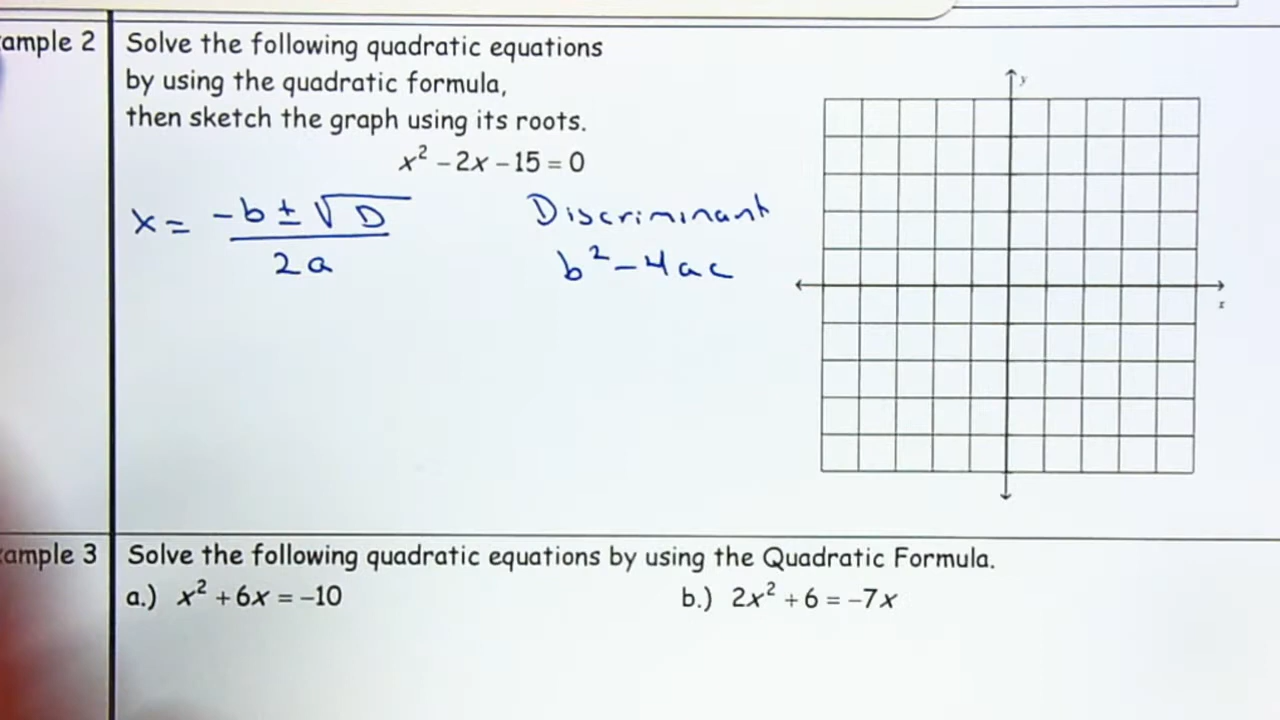 ample 2
Solve the following quadratic equations
by using the quadratic formula,
then sketch the graph using its roots.
x² − 2x − 15 = 0
x = -b ± √D / 2a
Discriminant
b² - 4ac
y
x
ample 3
Solve the following quadratic equations by using the Quadratic Formula.
a.) x² + 6x = −10
b.) 2x² + 6 = −7x